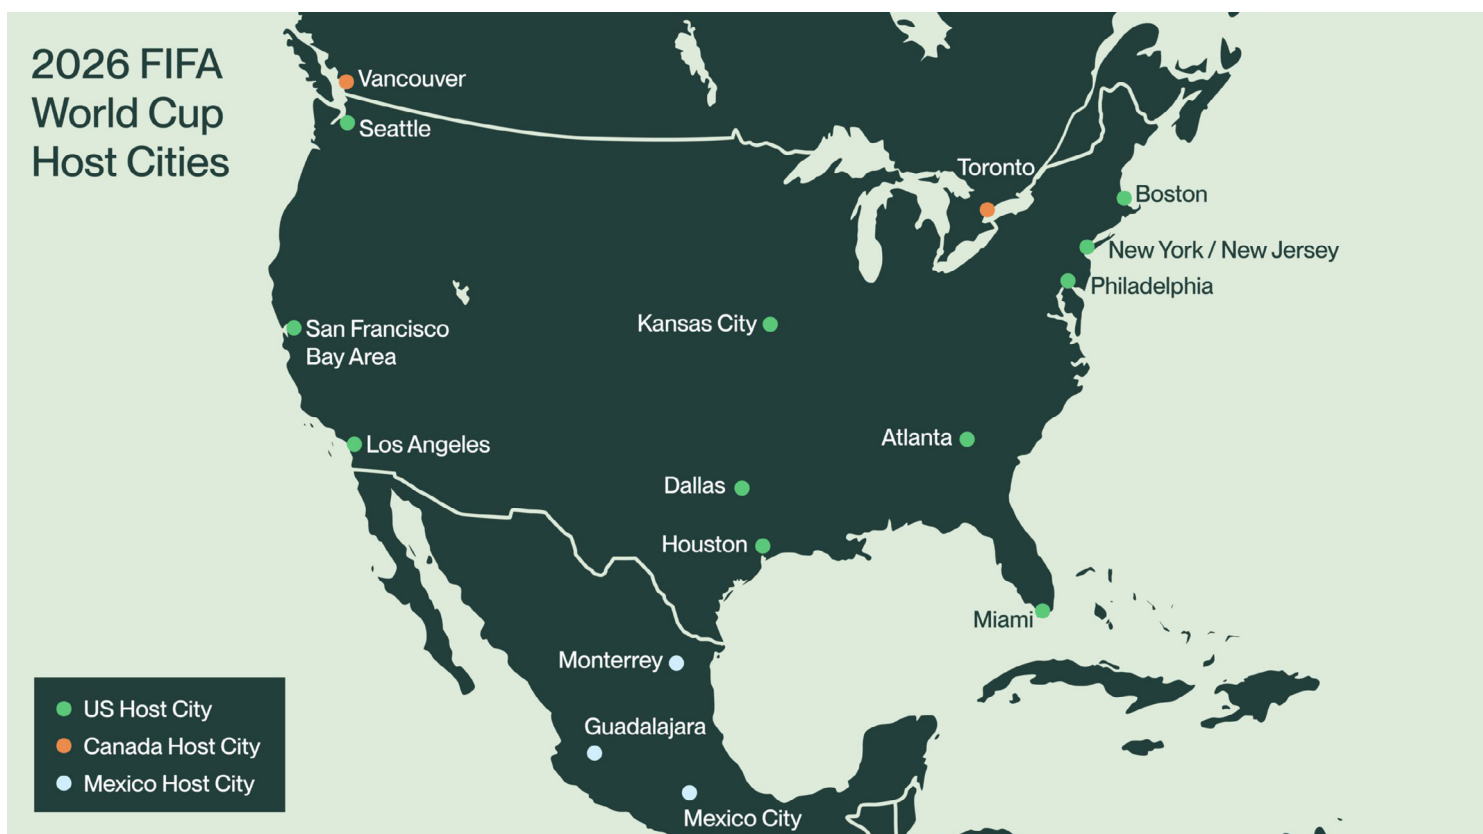 2026 FIFA
World Cup
Host Cities
Vancouver
Seattle
Toronto
Boston
New York / New Jersey
Philadelphia
San Francisco
Bay Area
Kansas City
Los Angeles
Atlanta
Dallas
Houston
Miami
Monterrey
Guadalajara
Mexico City
US Host City
Canada Host City
Mexico Host City